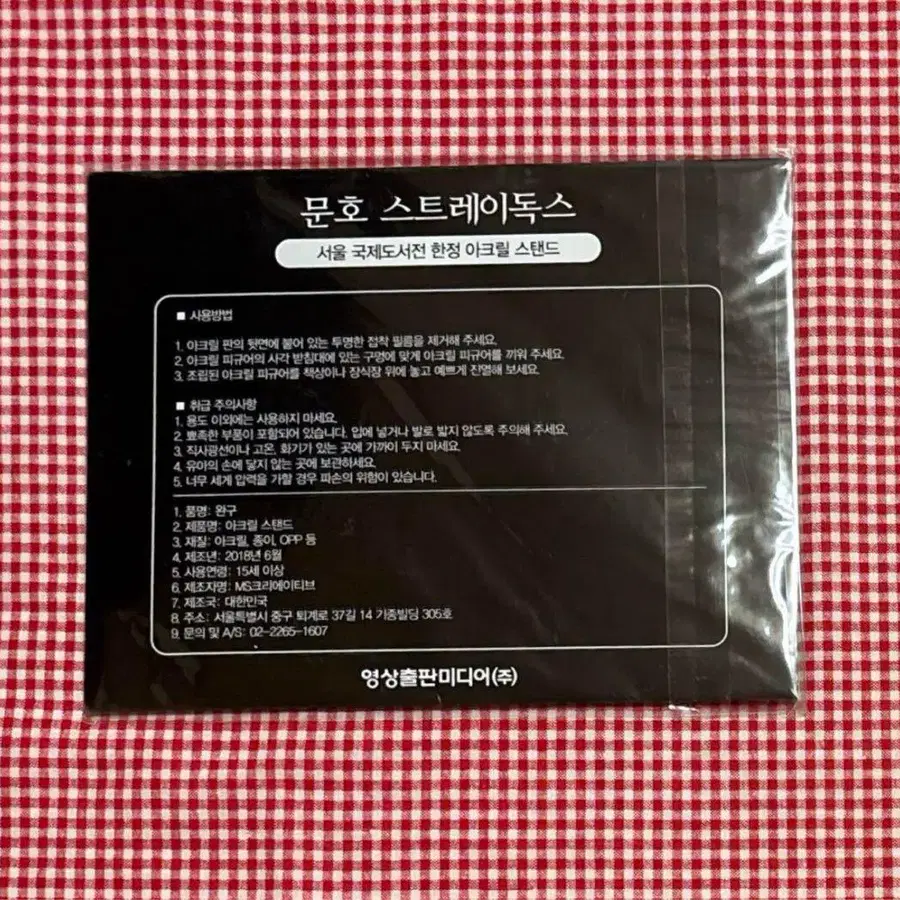 문호 스트레이독스
서울 국제도서전 한정 아크릴 스탠드
■ 사용방법
1. 아크릴 판의 뒷면에 붙어 있는 투명한 접착 필름을 제거해 주세요.
2. 아크릴 피규어의 사각 받침대에 있는 구멍에 맞게 아크릴 피규어를 끼워 주세요.
3. 조립된 아크릴 피규어를 책상이나 장식장 위에 놓고 예쁘게 진열해 보세요.
■ 취급 주의사항
1. 용도 이외에는 사용하지 마세요.
2. 뾰족한 부품이 포함되어 있습니다. 입에 넣거나 발로 밟지 않도록 주의해 주세요.
3. 직사광선이나 고온, 화기가 있는 곳에 가까이 두지 마세요.
4. 유아의 손에 닿지 않는 곳에 보관하세요.
5. 너무 세게 압력을 가할 경우 파손의 위험이 있습니다.
1. 품명: 완구
2. 제품명: 아크릴 스탠드
3. 재질: 아크릴, 종이, OPP 등
4. 제조년: 2018년 6월
5. 사용연령: 15세 이상
6. 제조자명: MS크리에이티브
7. 제조국: 대한민국
8. 주소: 서울특별시 중구 퇴계로 37길 14 기종빌딩 305호
9. 문의 및 A/S: 02-2265-1607
영상출판미디어(주)